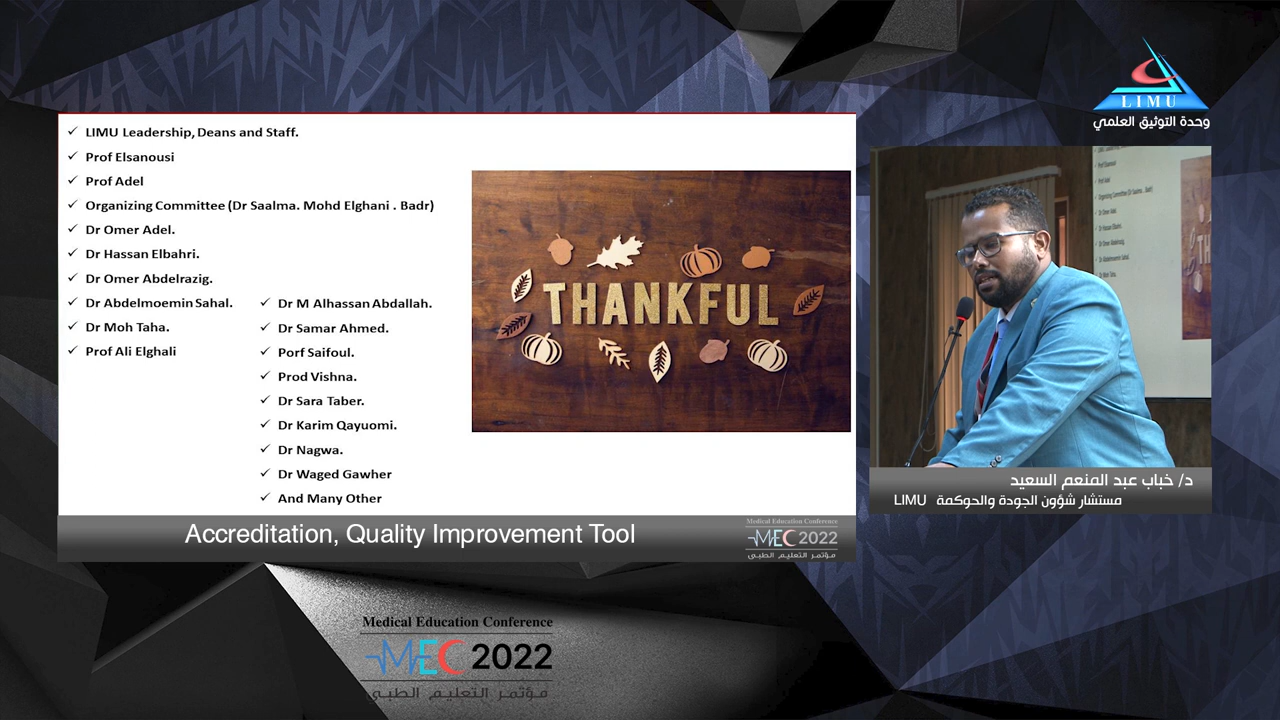 LIMU
وحدة التوثيق العلمي
LIMU Leadership, Deans and Staff.
Prof Elsanousi
Prof Adel
Organizing Committee (Dr Saalma. Mohd Elghani . Badr)
Dr Omer Adel.
Dr Hassan Elbahri.
Dr Omer Abdelrazig.
Dr Abdelmoemin Sahal.
Dr Moh Taha.
Prof Ali Elghali
Dr M Alhassan Abdallah.
Dr Samar Ahmed.
Porf Saifoul.
Prod Vishna.
Dr Sara Taber.
Dr Karim Qayuomi.
Dr Nagwa.
Dr Waged Gawher
And Many Other
THANKFUL
د/ خباب عبد المنعم السعيد
مستشار شؤون الجودة والحوكمة LIMU
Accreditation, Quality Improvement Tool
Medical Education Conference
MEC 2022
مؤتمر التعليم الطبي
Medical Education Conference
MEC 2022
مؤتمر التعليم الطبي